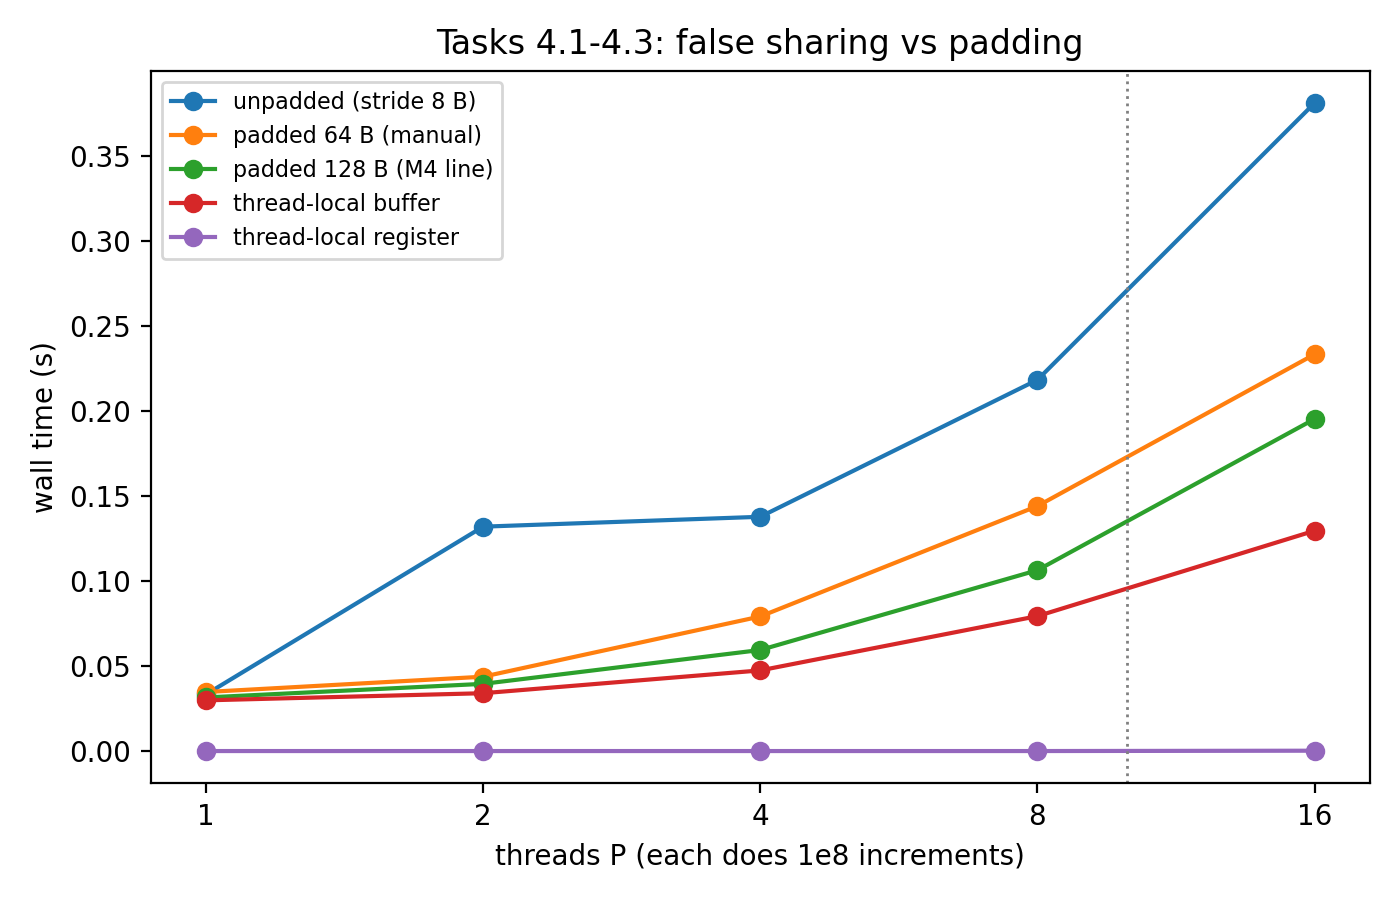 Tasks 4.1-4.3: false sharing vs padding
unpadded (stride 8 B)
padded 64 B (manual)
padded 128 B (M4 line)
thread-local buffer
thread-local register
wall time (s)
0.35
0.30
0.25
0.20
0.15
0.10
0.05
0.00
1 2 4 8 16
threads P (each does 1e8 increments)